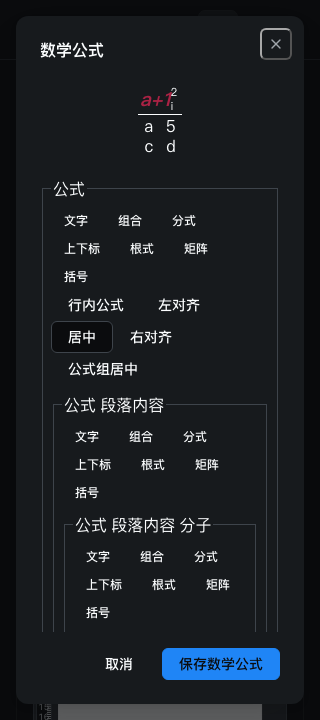 数学公式
a+1 2 i
a 5
c d
公式
文字 组合 分式
上下标 根式 矩阵
括号
行内公式 左对齐
居中 右对齐
公式组居中
公式 段落内容
文字 组合 分式
上下标 根式 矩阵
括号
公式 段落内容 分子
文字 组合 分式
上下标 根式 矩阵
括号
取消 保存数学公式